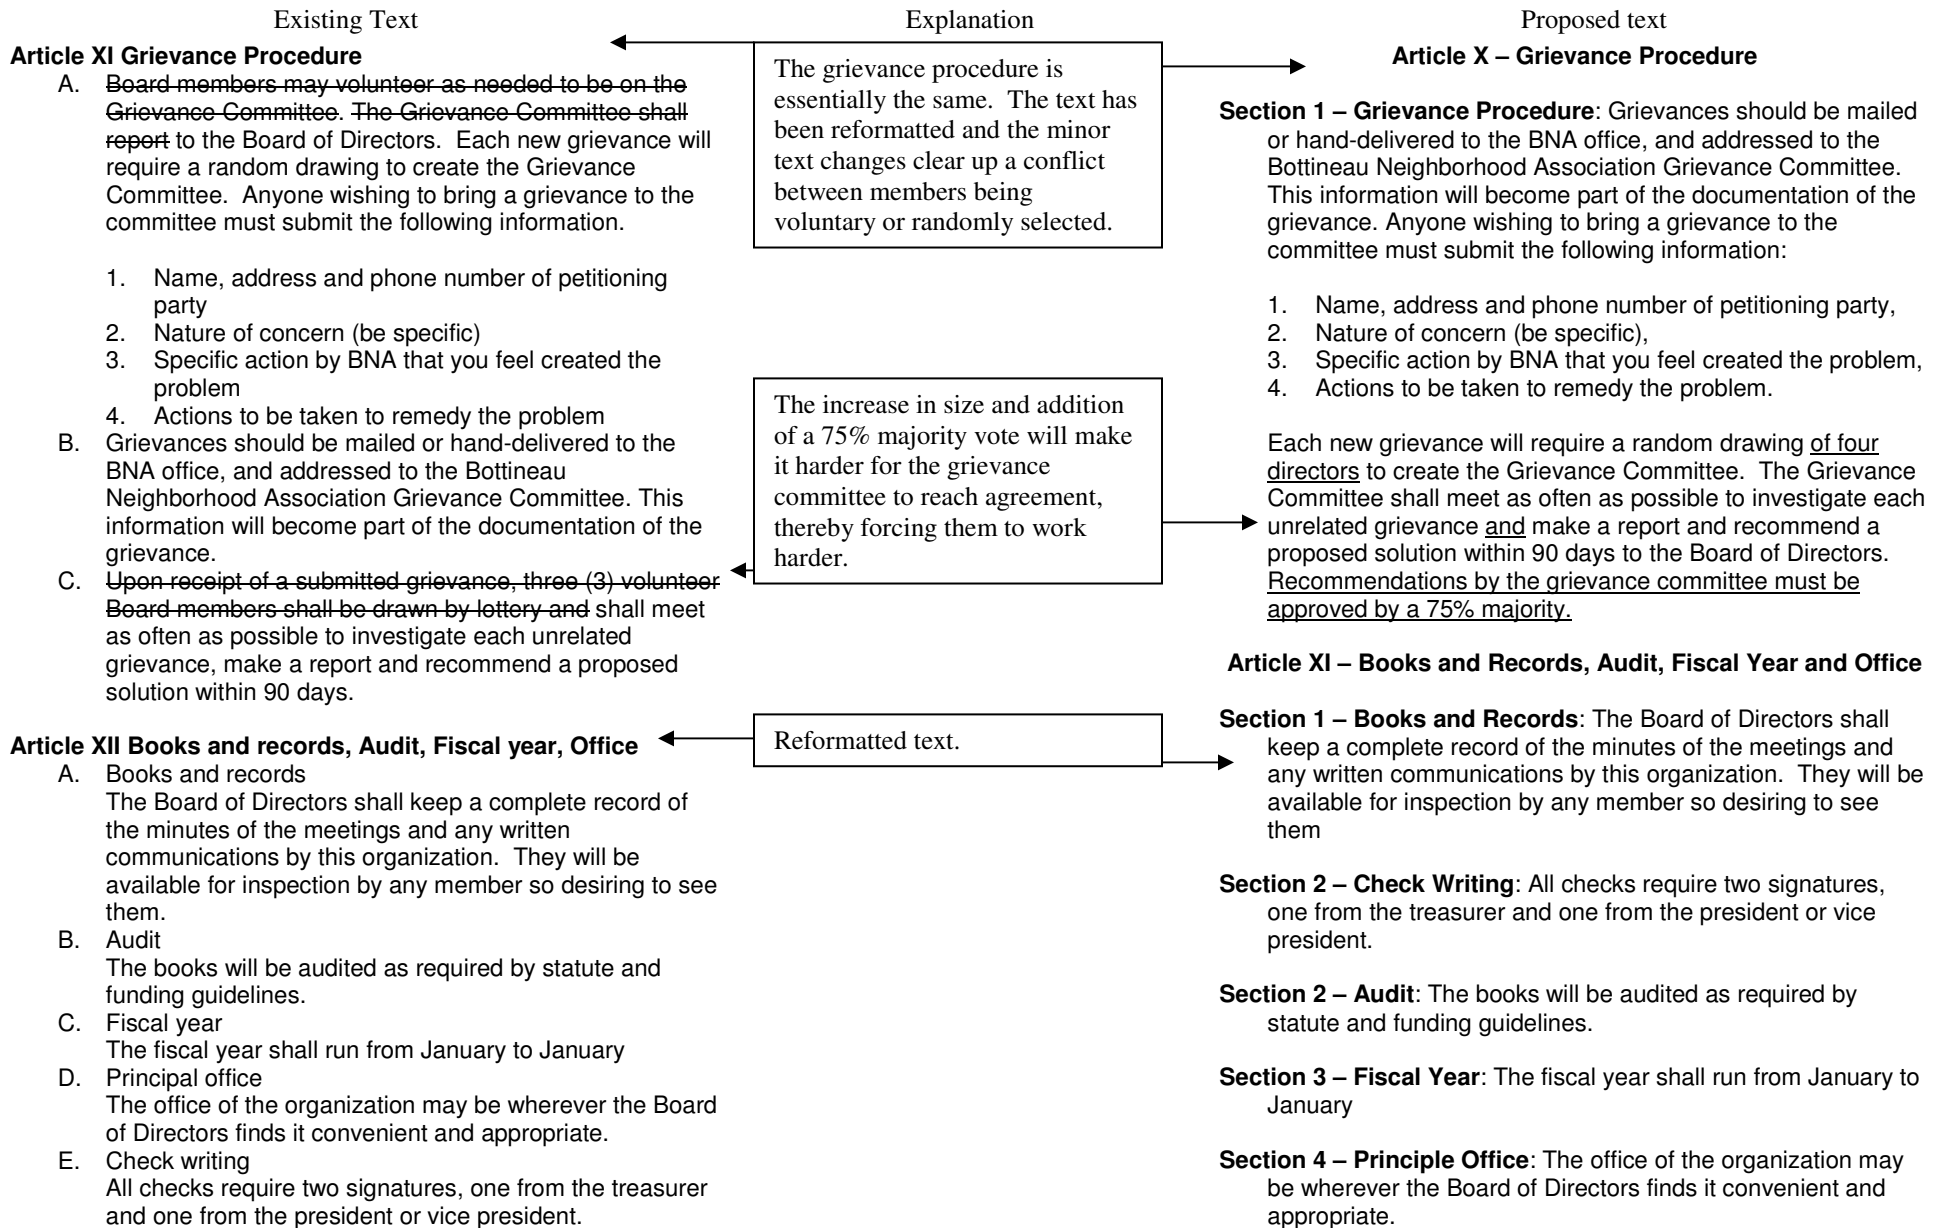 Existing Text
Article XI Grievance Procedure
A. Board members may volunteer as needed to be on the
Grievance Committee. The Grievance Committee shall
report to the Board of Directors.  Each new grievance will
require a random drawing to create the Grievance
Committee.  Anyone wishing to bring a grievance to the
committee must submit the following information.
1. Name, address and phone number of petitioning
party
2. Nature of concern (be specific)
3. Specific action by BNA that you feel created the
problem
4. Actions to be taken to remedy the problem
B. Grievances should be mailed or hand-delivered to the
BNA office, and addressed to the Bottineau
Neighborhood Association Grievance Committee. This
information will become part of the documentation of the
grievance.
C. Upon receipt of a submitted grievance, three (3) volunteer
Board members shall be drawn by lottery and shall meet
as often as possible to investigate each unrelated
grievance, make a report and recommend a proposed
solution within 90 days.
Article XII Books and records, Audit, Fiscal year, Office
A. Books and records
The Board of Directors shall keep a complete record of
the minutes of the meetings and any written
communications by this organization.  They will be
available for inspection by any member so desiring to see
them.
B. Audit
The books will be audited as required by statute and
funding guidelines.
C. Fiscal year
The fiscal year shall run from January to January
D. Principal office
The office of the organization may be wherever the Board
of Directors finds it convenient and appropriate.
E. Check writing
All checks require two signatures, one from the treasurer
and one from the president or vice president.
Explanation
The grievance procedure is
essentially the same.  The text has
been reformatted and the minor
text changes clear up a conflict
between members being
voluntary or randomly selected.
The increase in size and addition
of a 75% majority vote will make
it harder for the grievance
committee to reach agreement,
thereby forcing them to work
harder.
Reformatted text.
Proposed text
Article X – Grievance Procedure
Section 1 – Grievance Procedure: Grievances should be mailed
or hand-delivered to the BNA office, and addressed to the
Bottineau Neighborhood Association Grievance Committee.
This information will become part of the documentation of the
grievance. Anyone wishing to bring a grievance to the
committee must submit the following information:
1. Name, address and phone number of petitioning party,
2. Nature of concern (be specific),
3. Specific action by BNA that you feel created the problem,
4. Actions to be taken to remedy the problem.
Each new grievance will require a random drawing of four
directors to create the Grievance Committee.  The Grievance
Committee shall meet as often as possible to investigate each
unrelated grievance and make a report and recommend a
proposed solution within 90 days to the Board of Directors.
Recommendations by the grievance committee must be
approved by a 75% majority.
Article XI – Books and Records, Audit, Fiscal Year and Office
Section 1 – Books and Records: The Board of Directors shall
keep a complete record of the minutes of the meetings and
any written communications by this organization.  They will be
available for inspection by any member so desiring to see
them
Section 2 – Check Writing: All checks require two signatures,
one from the treasurer and one from the president or vice
president.
Section 2 – Audit: The books will be audited as required by
statute and funding guidelines.
Section 3 – Fiscal Year: The fiscal year shall run from January to
January
Section 4 – Principle Office: The office of the organization may
be wherever the Board of Directors finds it convenient and
appropriate.